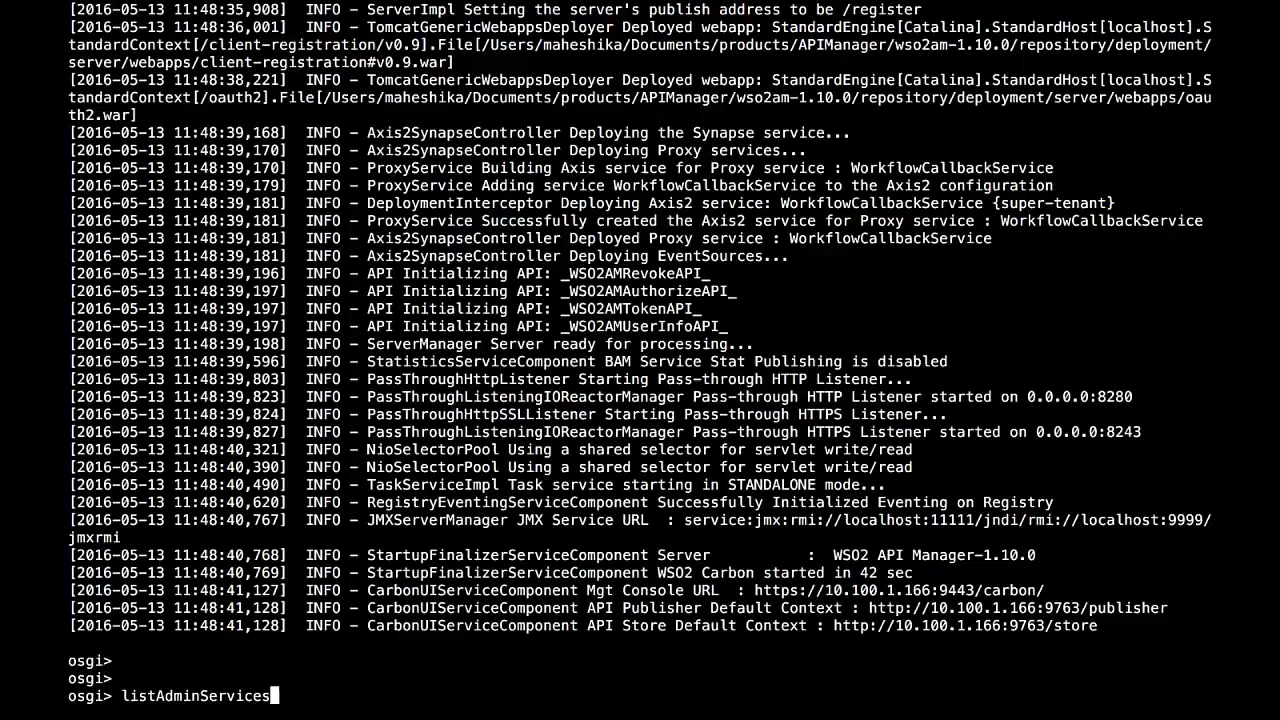 [2016-05-13 11:48:35,908]  INFO - ServerImpl Setting the server's publish address to be /register
[2016-05-13 11:48:36,001]  INFO - TomcatGenericWebappsDeployer Deployed webapp: StandardEngine[Catalina].StandardHost[localhost].S
tandardContext[/client-registration/v0.9].File[/Users/maheshika/Documents/products/APIManager/wso2am-1.10.0/repository/deployment/
server/webapps/client-registration#v0.9.war]
[2016-05-13 11:48:38,221]  INFO - TomcatGenericWebappsDeployer Deployed webapp: StandardEngine[Catalina].StandardHost[localhost].S
tandardContext[/oauth2].File[/Users/maheshika/Documents/products/APIManager/wso2am-1.10.0/repository/deployment/server/webapps/oau
th2.war]
[2016-05-13 11:48:39,168]  INFO - Axis2SynapseController Deploying the Synapse service...
[2016-05-13 11:48:39,170]  INFO - Axis2SynapseController Deploying Proxy services...
[2016-05-13 11:48:39,170]  INFO - ProxyService Building Axis service for Proxy service : WorkflowCallbackService
[2016-05-13 11:48:39,179]  INFO - ProxyService Adding service WorkflowCallbackService to the Axis2 configuration
[2016-05-13 11:48:39,181]  INFO - DeploymentInterceptor Deploying Axis2 service: WorkflowCallbackService {super-tenant}
[2016-05-13 11:48:39,181]  INFO - ProxyService Successfully created the Axis2 service for Proxy service : WorkflowCallbackService
[2016-05-13 11:48:39,181]  INFO - Axis2SynapseController Deployed Proxy service : WorkflowCallbackService
[2016-05-13 11:48:39,181]  INFO - Axis2SynapseController Deploying EventSources...
[2016-05-13 11:48:39,196]  INFO - API Initializing API: _WSO2AMRevokeAPI_
[2016-05-13 11:48:39,197]  INFO - API Initializing API: _WSO2AMAuthorizeAPI_
[2016-05-13 11:48:39,197]  INFO - API Initializing API: _WSO2AMTokenAPI_
[2016-05-13 11:48:39,197]  INFO - API Initializing API: _WSO2AMUserInfoAPI_
[2016-05-13 11:48:39,198]  INFO - ServerManager Server ready for processing...
[2016-05-13 11:48:39,596]  INFO - StatisticsServiceComponent BAM Service Stat Publishing is disabled
[2016-05-13 11:48:39,803]  INFO - PassThroughHttpListener Starting Pass-through HTTP Listener...
[2016-05-13 11:48:39,823]  INFO - PassThroughListeningIOReactorManager Pass-through HTTP Listener started on 0.0.0.0:8280
[2016-05-13 11:48:39,824]  INFO - PassThroughHttpSSLListener Starting Pass-through HTTPS Listener...
[2016-05-13 11:48:39,827]  INFO - PassThroughListeningIOReactorManager Pass-through HTTPS Listener started on 0.0.0.0:8243
[2016-05-13 11:48:40,321]  INFO - NioSelectorPool Using a shared selector for servlet write/read
[2016-05-13 11:48:40,390]  INFO - NioSelectorPool Using a shared selector for servlet write/read
[2016-05-13 11:48:40,490]  INFO - TaskServiceImpl Task service starting in STANDALONE mode...
[2016-05-13 11:48:40,620]  INFO - RegistryEventingServiceComponent Successfully Initialized Eventing on Registry
[2016-05-13 11:48:40,767]  INFO - JMXServerManager JMX Service URL  : service:jmx:rmi://localhost:11111/jndi/rmi://localhost:9999/
jmxrmi
[2016-05-13 11:48:40,768]  INFO - StartupFinalizerServiceComponent Server           :  WSO2 API Manager-1.10.0
[2016-05-13 11:48:40,769]  INFO - StartupFinalizerServiceComponent WSO2 Carbon started in 42 sec
[2016-05-13 11:48:41,127]  INFO - CarbonUIServiceComponent Mgt Console URL  : https://10.100.1.166:9443/carbon/
[2016-05-13 11:48:41,128]  INFO - CarbonUIServiceComponent API Publisher Default Context : http://10.100.1.166:9763/publisher
[2016-05-13 11:48:41,128]  INFO - CarbonUIServiceComponent API Store Default Context : http://10.100.1.166:9763/store
osgi>
osgi>
osgi> listAdminServices